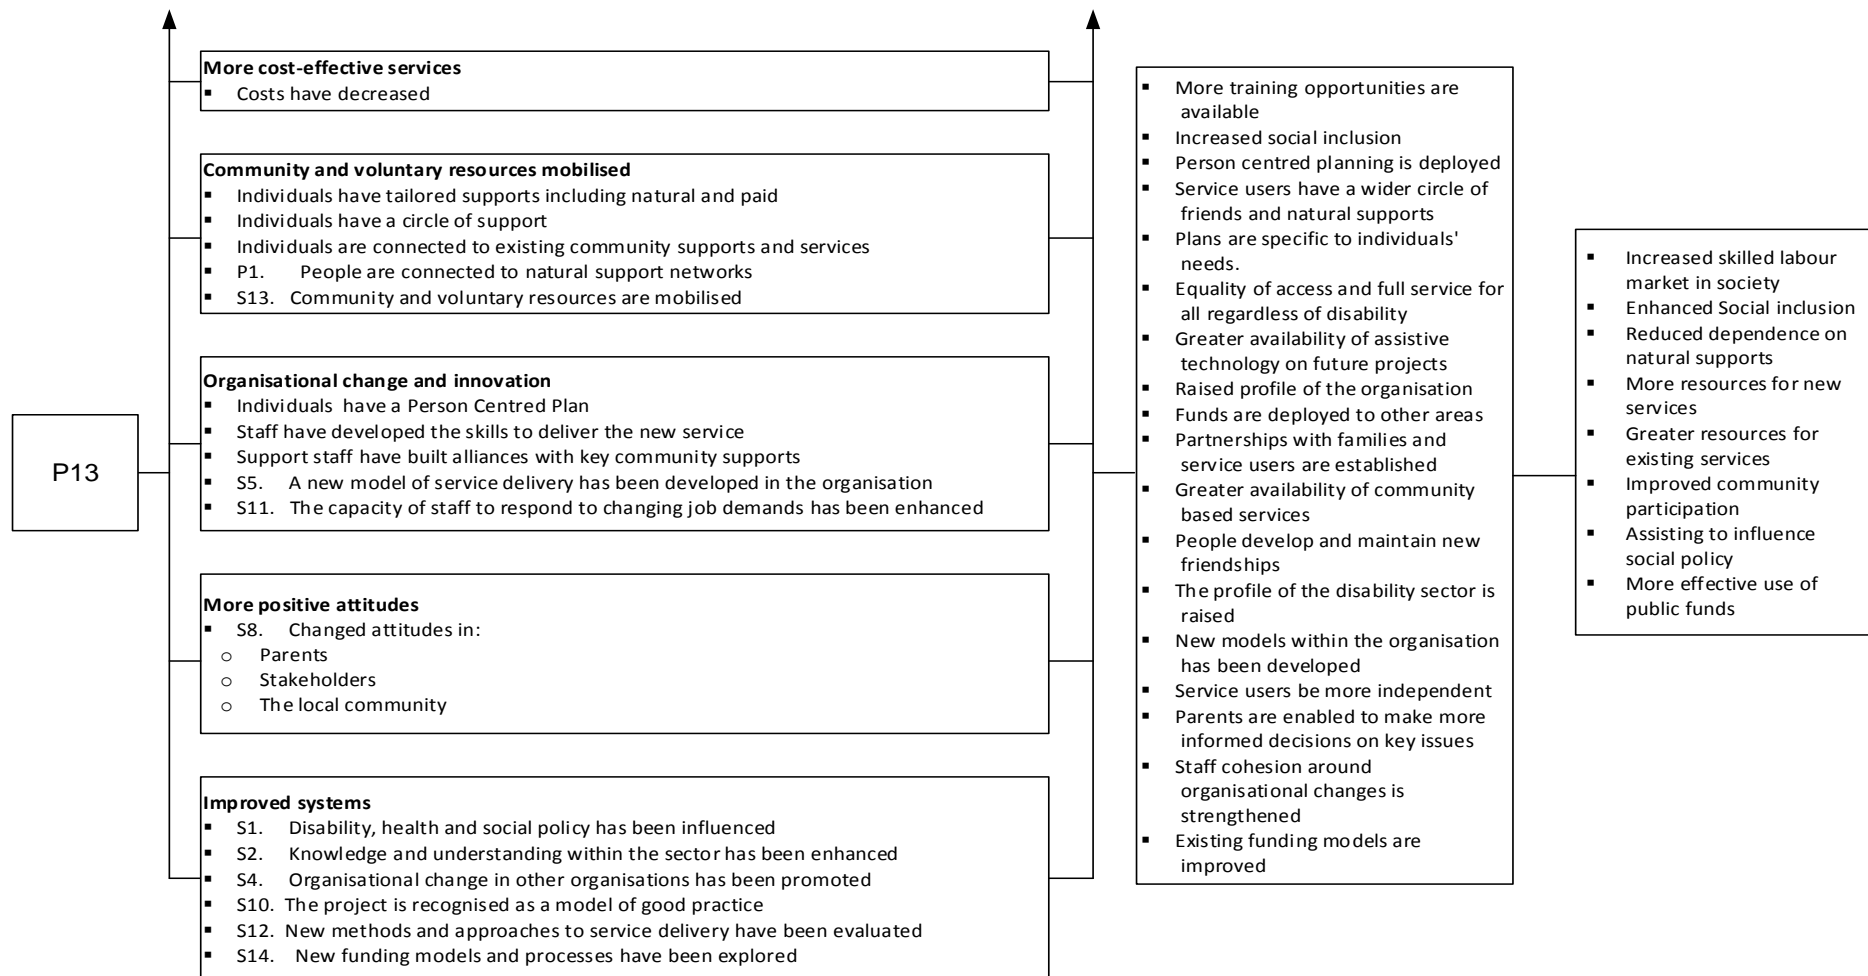 P13
More cost-effective services
▪ Costs have decreased
Community and voluntary resources mobilised
▪ Individuals have tailored supports including natural and paid
▪ Individuals have a circle of support
▪ Individuals are connected to existing community supports and services
▪ P1. People are connected to natural support networks
▪ S13. Community and voluntary resources are mobilised
Organisational change and innovation
▪ Individuals have a Person Centred Plan
▪ Staff have developed the skills to deliver the new service
▪ Support staff have built alliances with key community supports
▪ S5. A new model of service delivery has been developed in the organisation
▪ S11. The capacity of staff to respond to changing job demands has been enhanced
More positive attitudes
▪ S8. Changed attitudes in:
o Parents
o Stakeholders
o The local community
Improved systems
▪ S1. Disability, health and social policy has been influenced
▪ S2. Knowledge and understanding within the sector has been enhanced
▪ S4. Organisational change in other organisations has been promoted
▪ S10. The project is recognised as a model of good practice
▪ S12. New methods and approaches to service delivery have been evaluated
▪ S14. New funding models and processes have been explored
▪ More training opportunities are
available
▪ Increased social inclusion
▪ Person centred planning is deployed
▪ Service users have a wider circle of
friends and natural supports
▪ Plans are specific to individuals'
needs.
▪ Equality of access and full service for
all regardless of disability
▪ Greater availability of assistive
technology on future projects
▪ Raised profile of the organisation
▪ Funds are deployed to other areas
▪ Partnerships with families and
service users are established
▪ Greater availability of community
based services
▪ People develop and maintain new
friendships
▪ The profile of the disability sector is
raised
▪ New models within the organisation
has been developed
▪ Service users be more independent
▪ Parents are enabled to make more
informed decisions on key issues
▪ Staff cohesion around
organisational changes is
strengthened
▪ Existing funding models are
improved
▪ Increased skilled labour
market in society
▪ Enhanced Social inclusion
▪ Reduced dependence on
natural supports
▪ More resources for new
services
▪ Greater resources for
existing services
▪ Improved community
participation
▪ Assisting to influence
social policy
▪ More effective use of
public funds